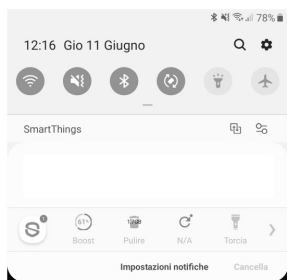 78%
12:16 Gio 11 Giugno
SmartThings
61%
Boost Pulire N/A Torcia
Impostazioni notifiche Cancella